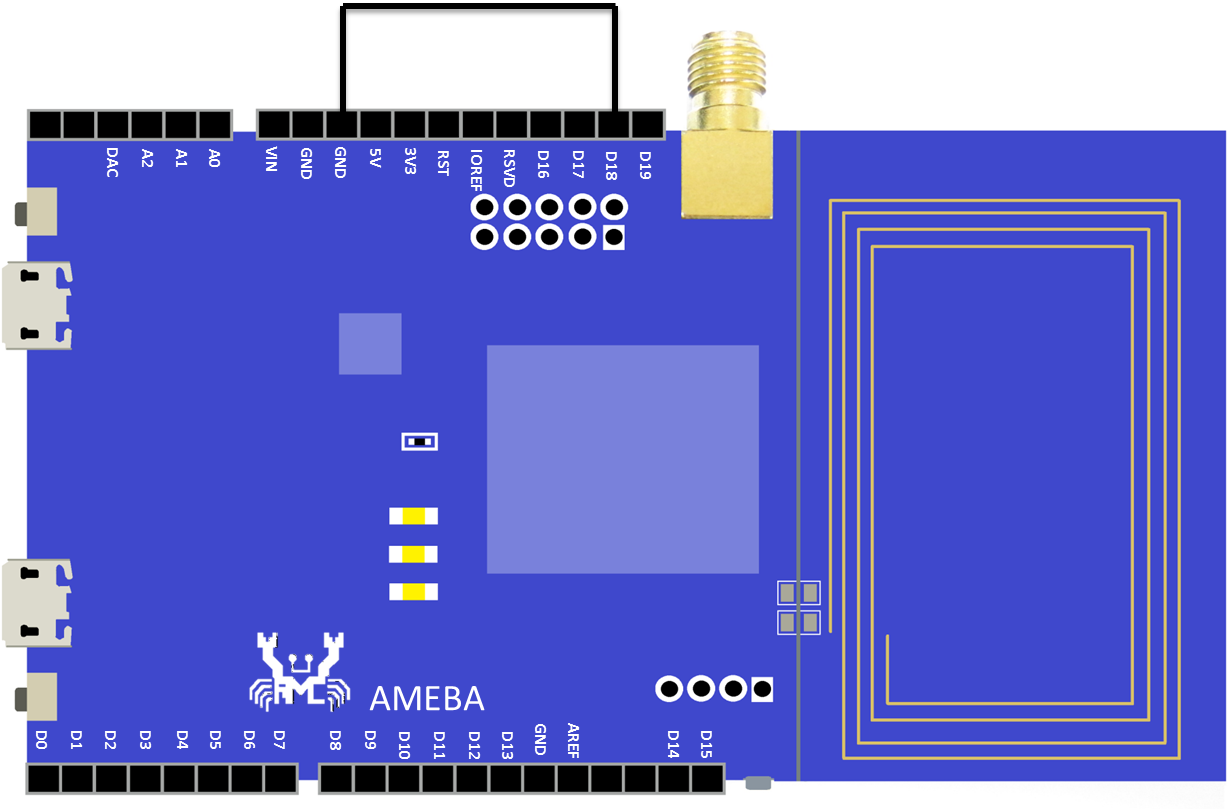 DAC
A2
A1
A0
VIN
GND
GND
5V
3V3
RST
IOREF
RSVD
D16
D17
D18
D19
AMC
AMEBA
D0
D1
D2
D3
D4
D5
D6
D7
D8
D9
D10
D11
D12
D13
GND
AREF
D14
D15